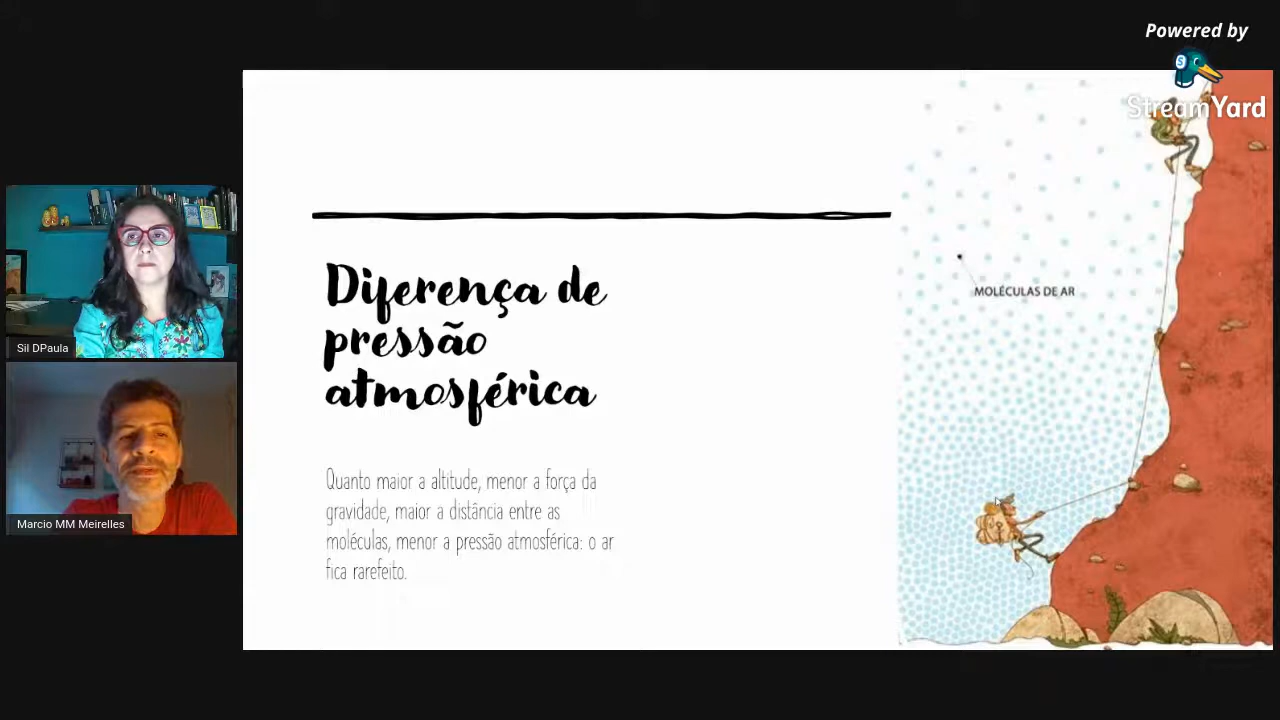 Powered by
StreamYard
Diferença de
pressão
atmosférica
Quanto maior a altitude, menor a força da
gravidade, maior a distância entre as
moléculas, menor a pressão atmosférica: o ar
fica rarefeito.
MOLÉCULAS DE AR
Sil DPaula
Marcio MM Meirelles